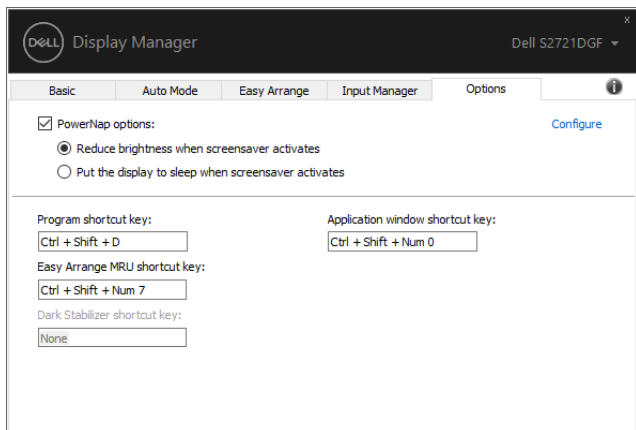 x
DELL Display Manager
Dell S2721DGF
Basic Auto Mode Easy Arrange Input Manager Options i
PowerNap options: Configure
Reduce brightness when screensaver activates
Put the display to sleep when screensaver activates
Program shortcut key: Application window shortcut key:
Ctrl + Shift + D Ctrl + Shift + Num 0
Easy Arrange MRU shortcut key:
Ctrl + Shift + Num 7
Dark Stabilizer shortcut key:
None